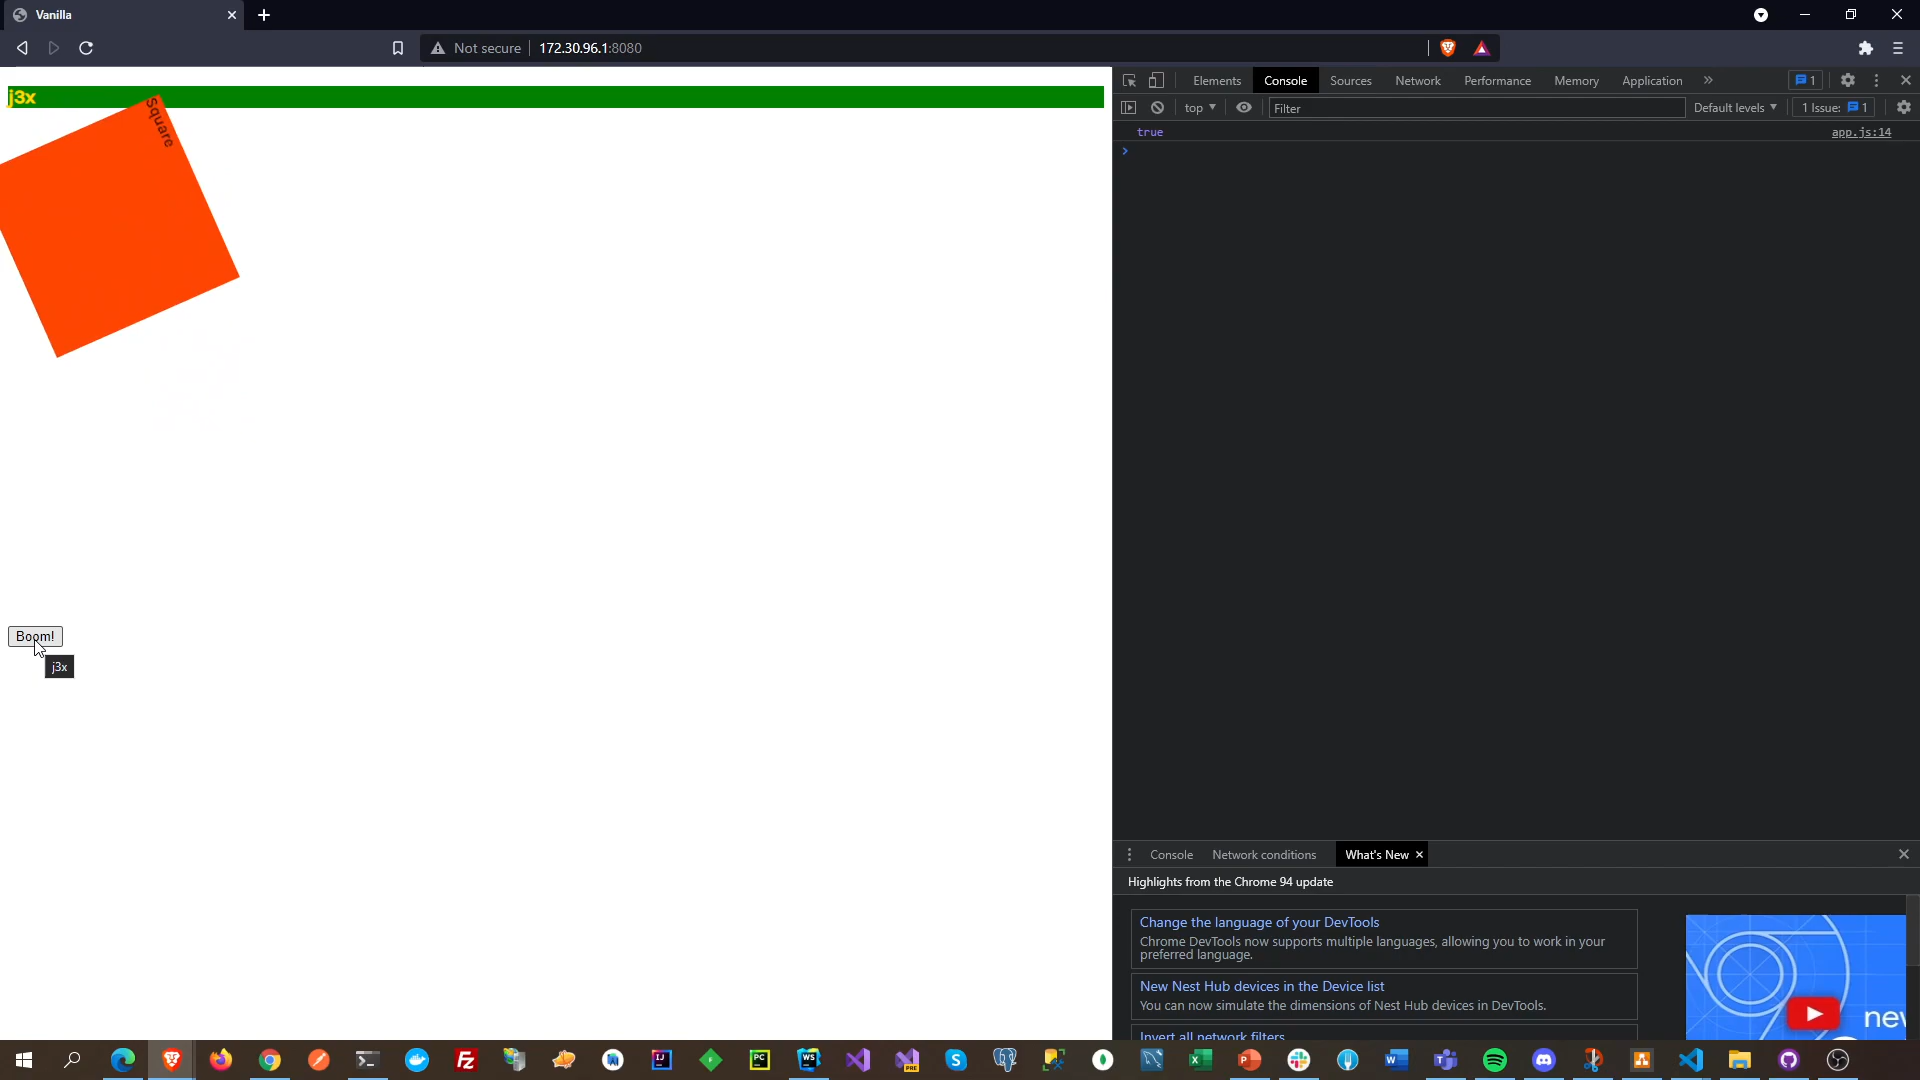 Vanilla
Not secure 172.30.96.1:8080
j3x
Square
Boom!
j3x
Elements Console Sources Network Performance Memory Application 1
top Filter Default levels 1 Issue: 1
true app.js:14
Console Network conditions What's New
Highlights from the Chrome 94 update
Change the language of your DevTools
Chrome DevTools now supports multiple languages, allowing you to work in your
preferred language.
New Nest Hub devices in the Device list
You can now simulate the dimensions of Nest Hub devices in DevTools.
Invert all network filters
new